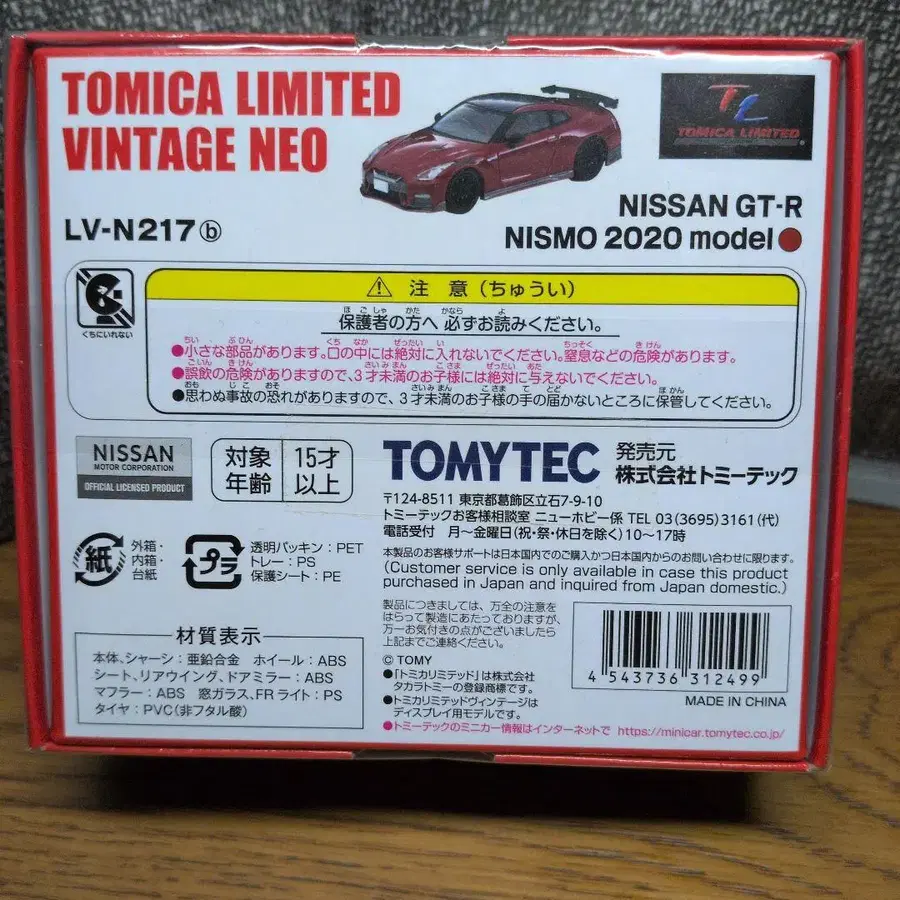 TOMICA LIMITED
VINTAGE NEO
TL
TOMICA LIMITED
LV-N217 ⓑ
NISSAN GT-R
NISMO 2020 model
くちにいれない
⚠ 注 意 (ちゅうい)
保護者の方へ 必ずお読みください。
●小さな部品があります。口の中には絶対に入れないでください。窒息などの危険があります。
●誤飲の危険がありますので、3才未満のお子様には絶対に与えないでください。
●思わぬ事故の恐れがありますので、3才未満のお子様の手の届かないところに保管してください。
NISSAN
MOTOR CORPORATION
OFFICIAL LICENSED PRODUCT
対象
年齢
15才
以上
TOMYTEC
発売元
株式会社トミーテック
〒124-8511 東京都葛飾区立石7-9-10
トミーテックお客様相談室 ニューホビー係 TEL 03(3695)3161(代)
電話受付 月〜金曜日(祝・祭・休日を除く)10〜17時
紙
外箱・
内箱・
台紙
プラ
透明パッキン:PET
トレー:PS
保護シート:PE
本製品のお客様サポートは日本国内でのご購入かつ日本国内からのお問い合わせに限ります。
(Customer service is only available in case this product
purchased in Japan and inquired from Japan domestic.)
製品につきましては、万全の注意を
はらって製造にあたっておりますが、
万一お気付きの点がございましたら
上記までご連絡ください。
材質表示
本体、シャーシ:亜鉛合金 ホイール:ABS
シート、リアウイング、ドアミラー:ABS
マフラー:ABS 窓ガラス、FRライト:PS
タイヤ:PVC(非フタル酸)
© TOMY
●「トミカリミテッド」は株式会社
タカラトミーの登録商標です。
●トミカリミテッドヴィンテージは
ディスプレイ用モデルです。
●トミーテックのミニカー情報はインターネットで https://minicar.tomytec.co.jp/
4 543736 312499
MADE IN CHINA